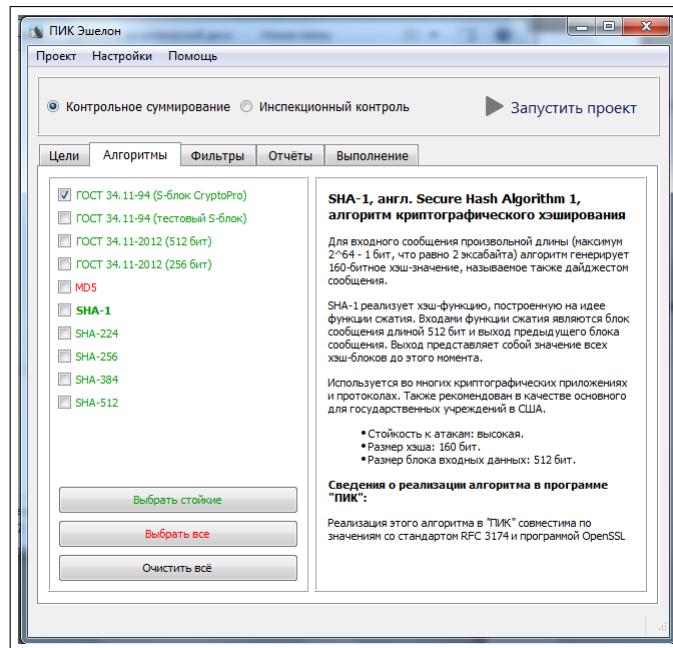 ПИК Эшелон
Проект Настройки Помощь
Контрольное суммирование Инспекционный контроль Запустить проект
Цели Алгоритмы Фильтры Отчёты Выполнение
ГОСТ 34.11-94 (S-блок CryptoPro)
ГОСТ 34.11-94 (тестовый S-блок)
ГОСТ 34.11-2012 (512 бит)
ГОСТ 34.11-2012 (256 бит)
MD5
SHA-1
SHA-224
SHA-256
SHA-384
SHA-512
Выбрать стойкие
Выбрать все
Очистить всё
SHA-1, англ. Secure Hash Algorithm 1,
алгоритм криптографического хэширования
Для входного сообщения произвольной длины (максимум
2^64 - 1 бит, что равно 2 эксабайта) алгоритм генерирует
160-битное хэш-значение, называемое также дайджестом
сообщения.
SHA-1 реализует хэш-функцию, построенную на идее
функции сжатия. Входами функции сжатия являются блок
сообщения длиной 512 бит и выход предыдущего блока
сообщения. Выход представляет собой значение всех
хэш-блоков до этого момента.
Используется во многих криптографических приложениях
и протоколах. Также рекомендован в качестве основного
для государственных учреждений в США.
• Стойкость к атакам: высокая.
• Размер хэша: 160 бит.
• Размер блока входных данных: 512 бит.
Сведения о реализации алгоритма в программе
"ПИК":
Реализация этого алгоритма в "ПИК" совместима по
значениям со стандартом RFC 3174 и программой OpenSSL